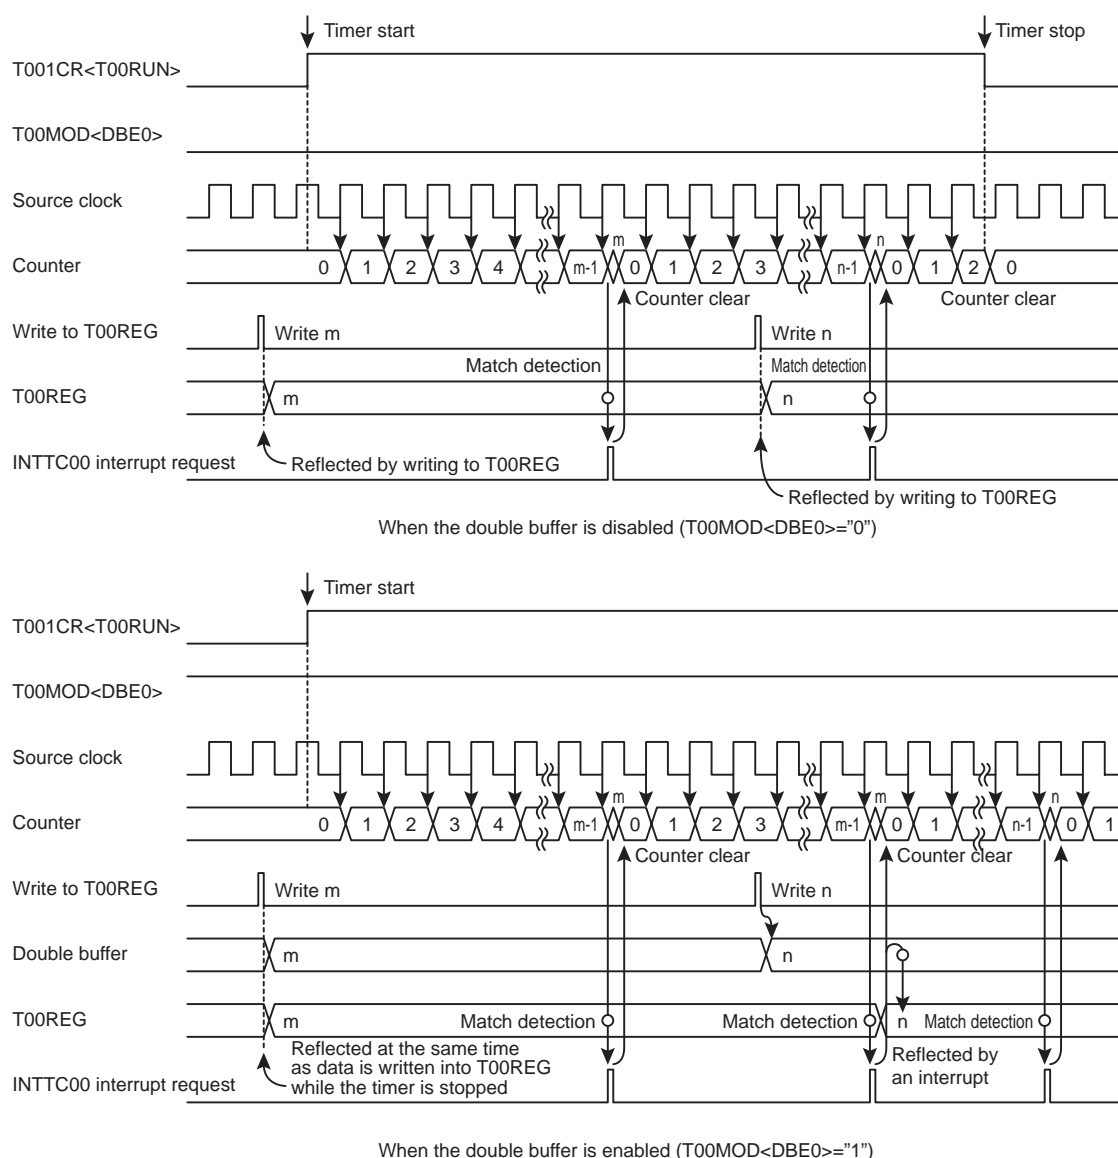 Timer start
Timer stop
T001CR<T00RUN>
T00MOD<DBE0>
Source clock
m
n
Counter
0 1 2 3 4 m-1 0 1 2 3 n-1 0 1 2 0
Counter clear
Counter clear
Write to T00REG
Write m
Write n
Match detection
Match detection
T00REG
m
n
INTTC00 interrupt request
Reflected by writing to T00REG
Reflected by writing to T00REG
When the double buffer is disabled (T00MOD<DBE0>=”0”)
Timer start
T001CR<T00RUN>
T00MOD<DBE0>
Source clock
m
m
n
Counter
0 1 2 3 4 m-1 0 1 2 3 m-1 0 1 n-1 0 1
Counter clear
Counter clear
Write to T00REG
Write m
Write n
Double buffer
m
n
T00REG
m
Match detection
Match detection
n
Match detection
Reflected at the same time
as data is written into T00REG
while the timer is stopped
Reflected by
an interrupt
INTTC00 interrupt request
When the double buffer is enabled (T00MOD<DBE0>=”1”)